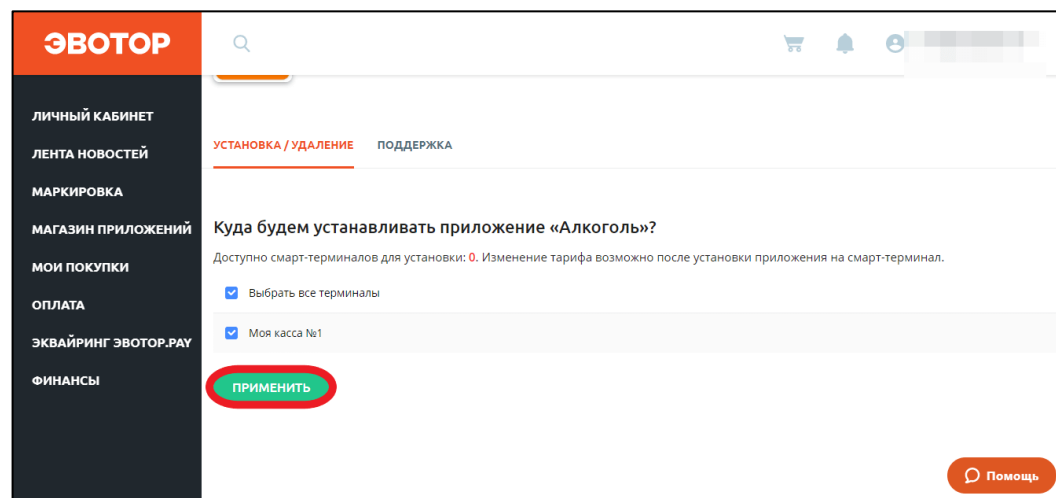 ЭВОТОР
ЛИЧНЫЙ КАБИНЕТ
ЛЕНТА НОВОСТЕЙ
МАРКИРОВКА
МАГАЗИН ПРИЛОЖЕНИЙ
МОИ ПОКУПКИ
ОПЛАТА
ЭКВАЙРИНГ ЭВОТОР.PAY
ФИНАНСЫ
УСТАНОВКА / УДАЛЕНИЕ ПОДДЕРЖКА
Куда будем устанавливать приложение «Алкоголь»?
Доступно смарт-терминалов для установки: 0. Изменение тарифа возможно после установки приложения на смарт-терминал.
Выбрать все терминалы
Моя касса №1
ПРИМЕНИТЬ
Помощь